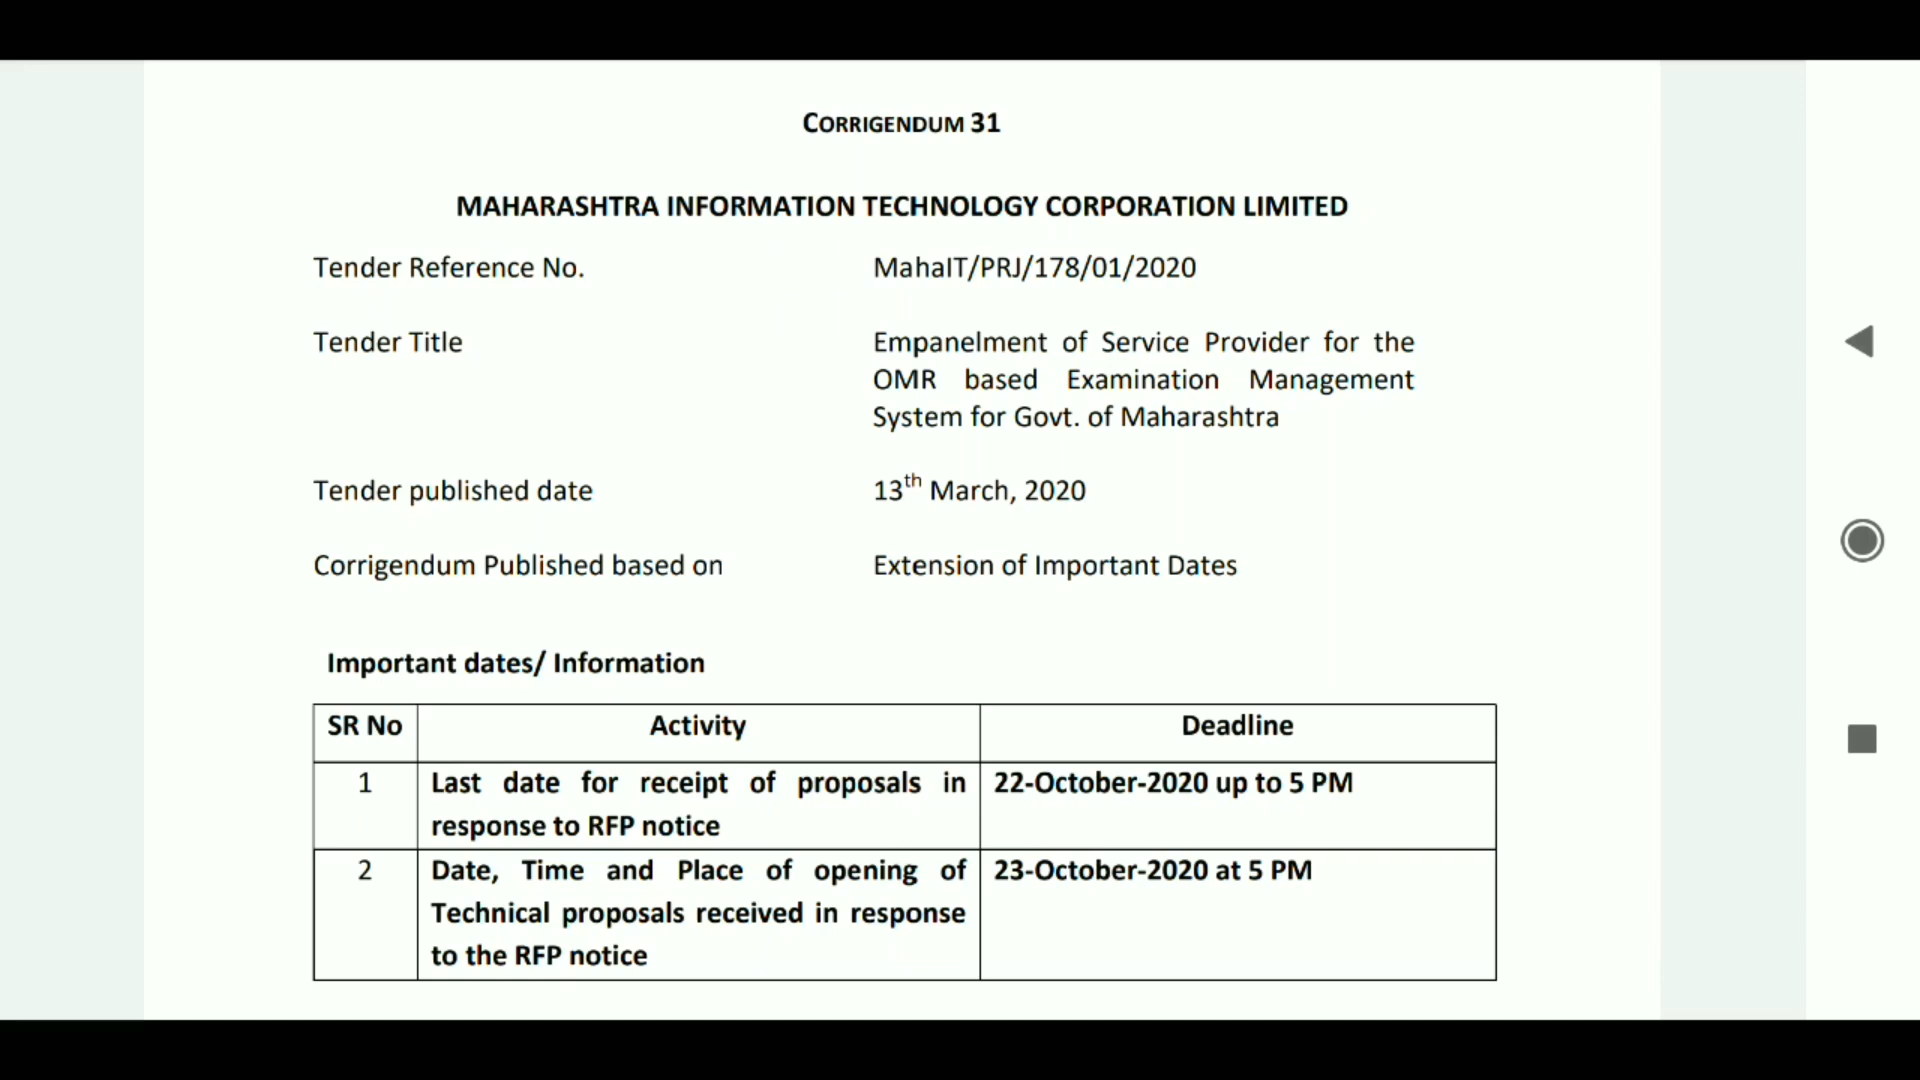 CORRIGENDUM 31
MAHARASHTRA INFORMATION TECHNOLOGY CORPORATION LIMITED
Tender Reference No. MahaIT/PRJ/178/01/2020
Tender Title Empanelment of Service Provider for the
OMR based Examination Management
System for Govt. of Maharashtra
Tender published date 13th March, 2020
Corrigendum Published based on Extension of Important Dates
Important dates/ Information
SR No Activity Deadline
1 Last date for receipt of proposals in 22-October-2020 up to 5 PM
response to RFP notice
2 Date, Time and Place of opening of 23-October-2020 at 5 PM
Technical proposals received in response
to the RFP notice